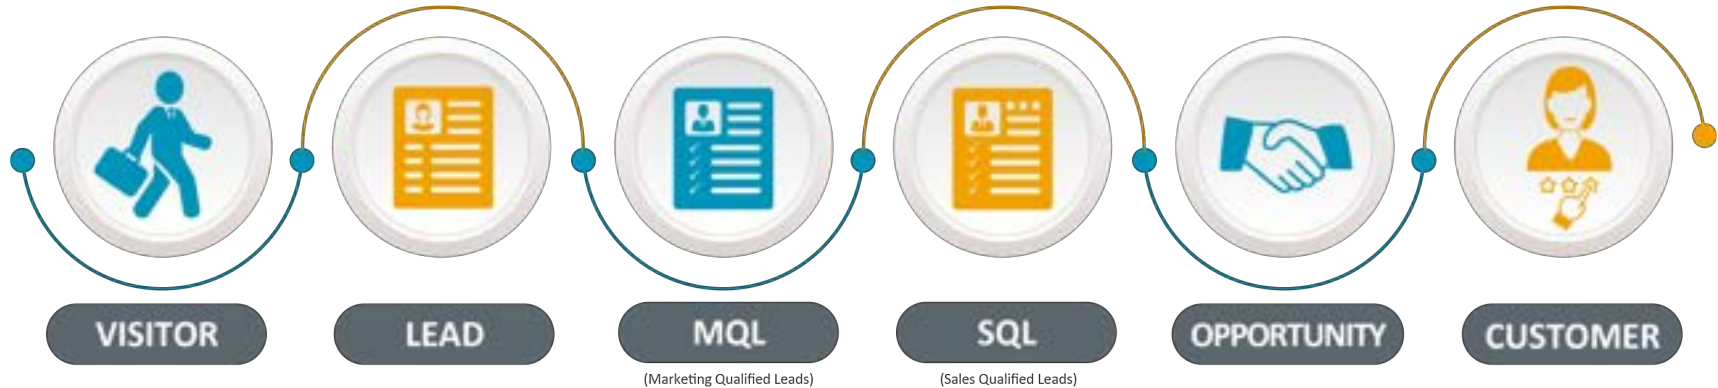 VISITOR
LEAD
MQL
(Marketing Qualified Leads)
SQL
(Sales Qualified Leads)
OPPORTUNITY
CUSTOMER